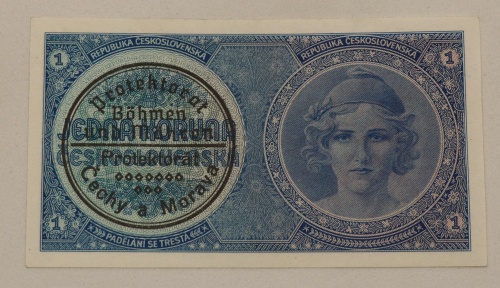 1 REPUBLIKA ČESKOSLOVENSKÁ REPUBLIKA ČESKOSLOVENSKÁ 1
Protektorat
Böhmen
und Mähren
JEDNA KORUNA
Protektorát
ČESKOSLOVENSKÁ
Čechy a Morava
1 PADĚLÁNÍ SE TRESTÁ 1